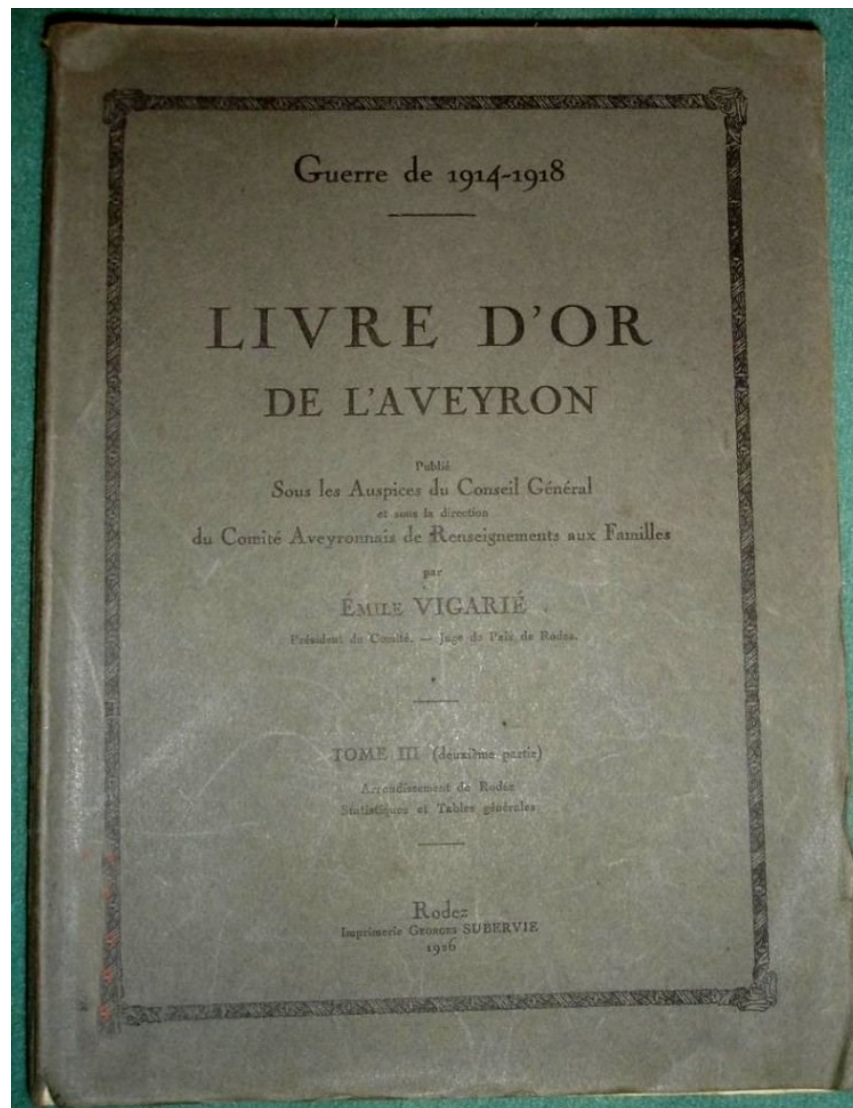 Guerre de 1914-1918
LIVRE D'OR
DE L'AVEYRON
Publié
Sous les Auspices du Conseil Général
et sous la direction
du Comité Aveyronnais de Renseignements aux Familles
par
ÉMILE VIGARIÉ
Président du Comité. — Juge de Paix de Rodez.
TOME III (deuxième partie)
Arrondissement de Rodez
Statistiques et Tables générales
Rodez
Imprimerie GEORGES SUBERVIE
1926